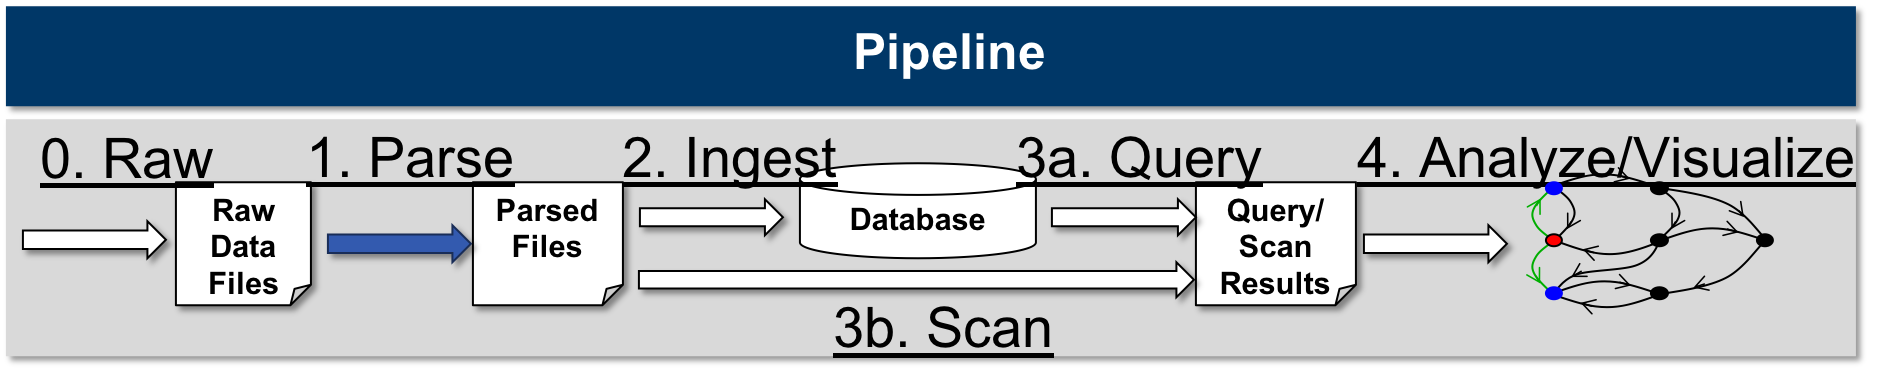 Pipeline
0. Raw
1. Parse
2. Ingest
3a. Query
4. Analyze/Visualize
Raw
Data
Files
Parsed
Files
Database
Query/
Scan
Results
3b. Scan